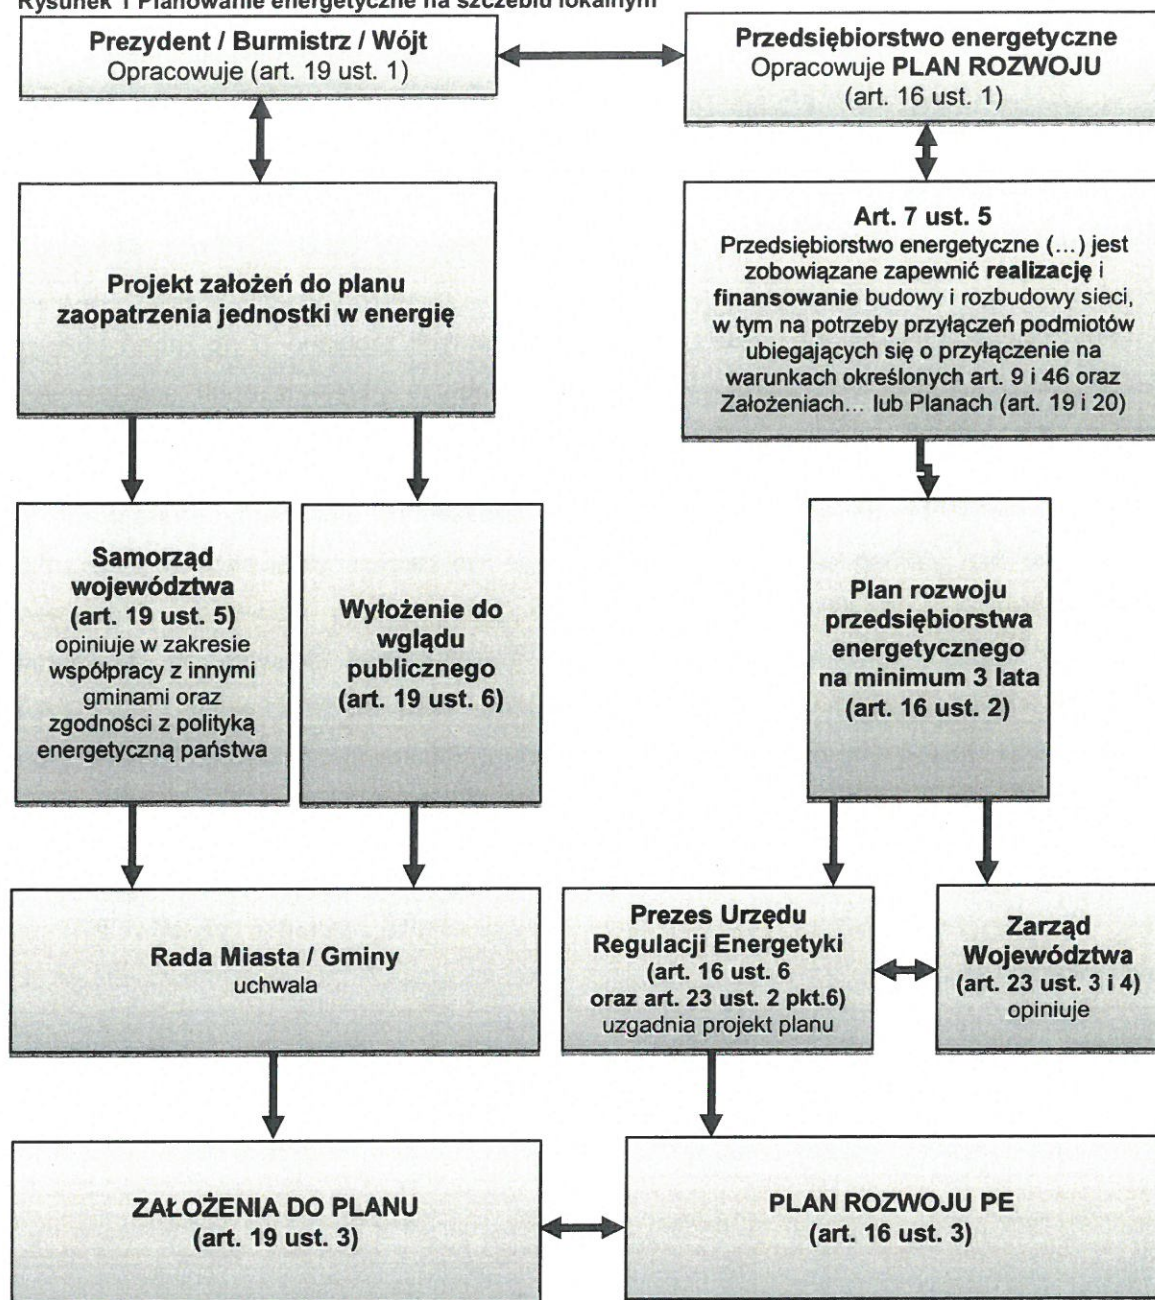 Rysunek 1 Planowanie energetyczne na szczeblu lokalnym
Prezydent / Burmistrz / Wójt
Opracowuje (art. 19 ust. 1)
Przedsiębiorstwo energetyczne
Opracowuje PLAN ROZWOJU
(art. 16 ust. 1)
Projekt założeń do planu
zaopatrzenia jednostki w energię
Art. 7 ust. 5
Przedsiębiorstwo energetyczne (...) jest
zobowiązane zapewnić realizację i
finansowanie budowy i rozbudowy sieci,
w tym na potrzeby przyłączeń podmiotów
ubiegających się o przyłączenie na
warunkach określonych art. 9 i 46 oraz
Założeniach... lub Planach (art. 19 i 20)
Samorząd
województwa
(art. 19 ust. 5)
opiniuje w zakresie
współpracy z innymi
gminami oraz
zgodności z polityką
energetyczną państwa
Wyłożenie do
wglądu
publicznego
(art. 19 ust. 6)
Plan rozwoju
przedsiębiorstwa
energetycznego
na minimum 3 lata
(art. 16 ust. 2)
Rada Miasta / Gminy
uchwala
Prezes Urzędu
Regulacji Energetyki
(art. 16 ust. 6
oraz art. 23 ust. 2 pkt.6)
uzgadnia projekt planu
Zarząd
Województwa
(art. 23 ust. 3 i 4)
opiniuje
ZAŁOŻENIA DO PLANU
(art. 19 ust. 3)
PLAN ROZWOJU PE
(art. 16 ust. 3)